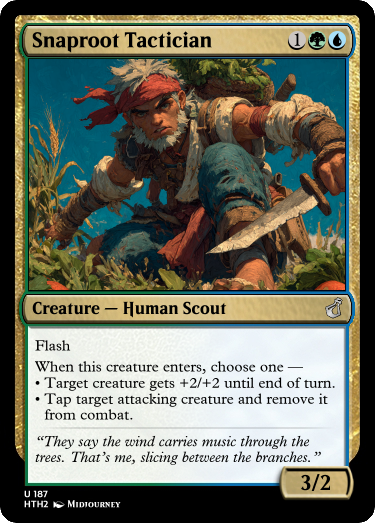 Snaproot Tactician 1
Creature — Human Scout
Flash
When this creature enters, choose one —
• Target creature gets +2/+2 until end of turn.
• Tap target attacking creature and remove it
from combat.
“They say the wind carries music through the
trees. That’s me, slicing between the branches.”
3/2
U 187
HTH2 Midjourney